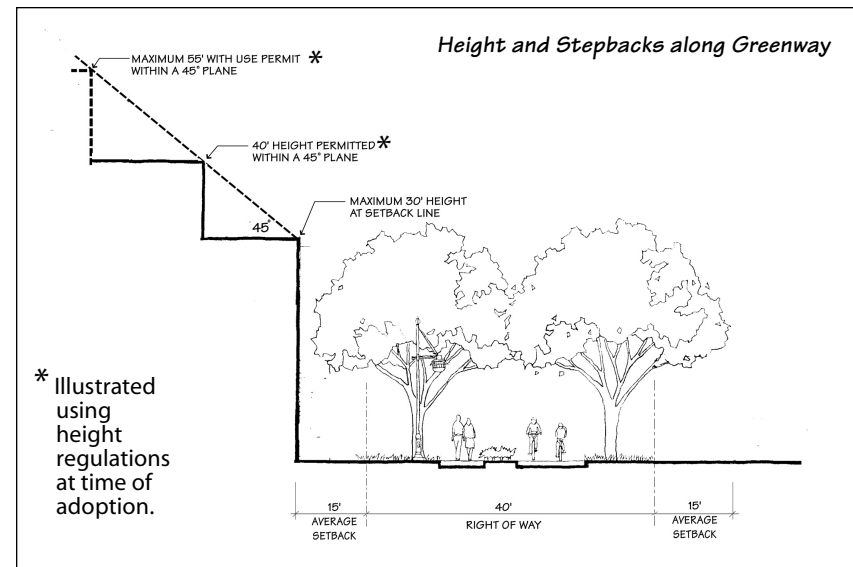 Height and Stepbacks along Greenway
MAXIMUM 55' WITH USE PERMIT *
WITHIN A 45° PLANE
40' HEIGHT PERMITTED *
WITHIN A 45° PLANE
MAXIMUM 30' HEIGHT
AT SETBACK LINE
45°
* Illustrated
using
height
regulations
at time of
adoption.
15'
AVERAGE
SETBACK
40'
RIGHT OF WAY
15'
AVERAGE
SETBACK